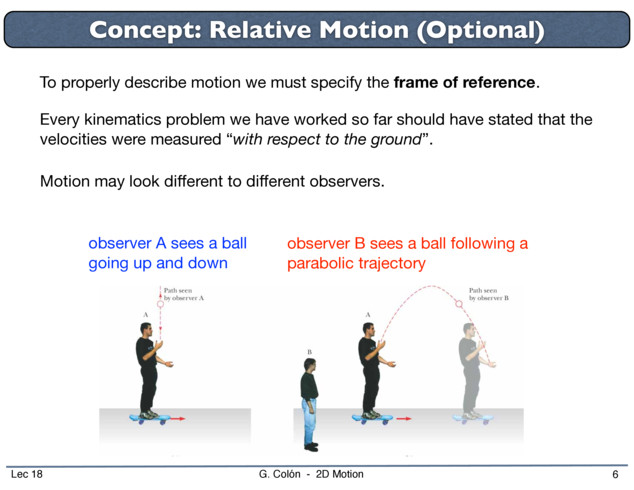 Concept: Relative Motion (Optional)
To properly describe motion we must specify the frame of reference.
Every kinematics problem we have worked so far should have stated that the
velocities were measured “with respect to the ground”.
Motion may look different to different observers.
observer A sees a ball
going up and down
observer B sees a ball following a
parabolic trajectory
Path seen
by observer A
A
Path seen
by observer B
A
B
Lec 18
G. Colón - 2D Motion
6